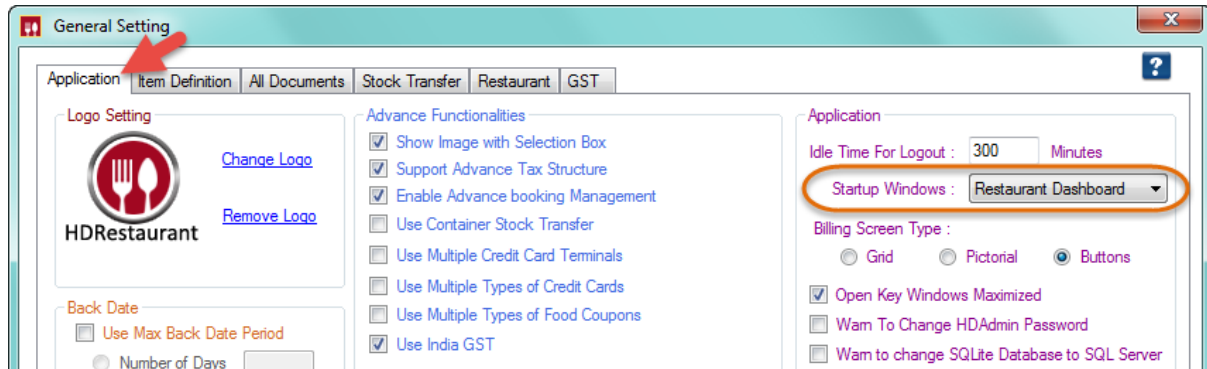 General Setting
X
Application Item Definition All Documents Stock Transfer Restaurant GST
?
Logo Setting
HDRestaurant
Change Logo
Remove Logo
Back Date
Use Max Back Date Period
Number of Days
Advance Functionalities
Show Image with Selection Box
Support Advance Tax Structure
Enable Advance booking Management
Use Container Stock Transfer
Use Multiple Credit Card Terminals
Use Multiple Types of Credit Cards
Use Multiple Types of Food Coupons
Use India GST
Application
Idle Time For Logout : 300 Minutes
Startup Windows : Restaurant Dashboard
Billing Screen Type :
Grid Pictorial Buttons
Open Key Windows Maximized
Warn To Change HDAdmin Password
Warn to change SQLite Database to SQL Server